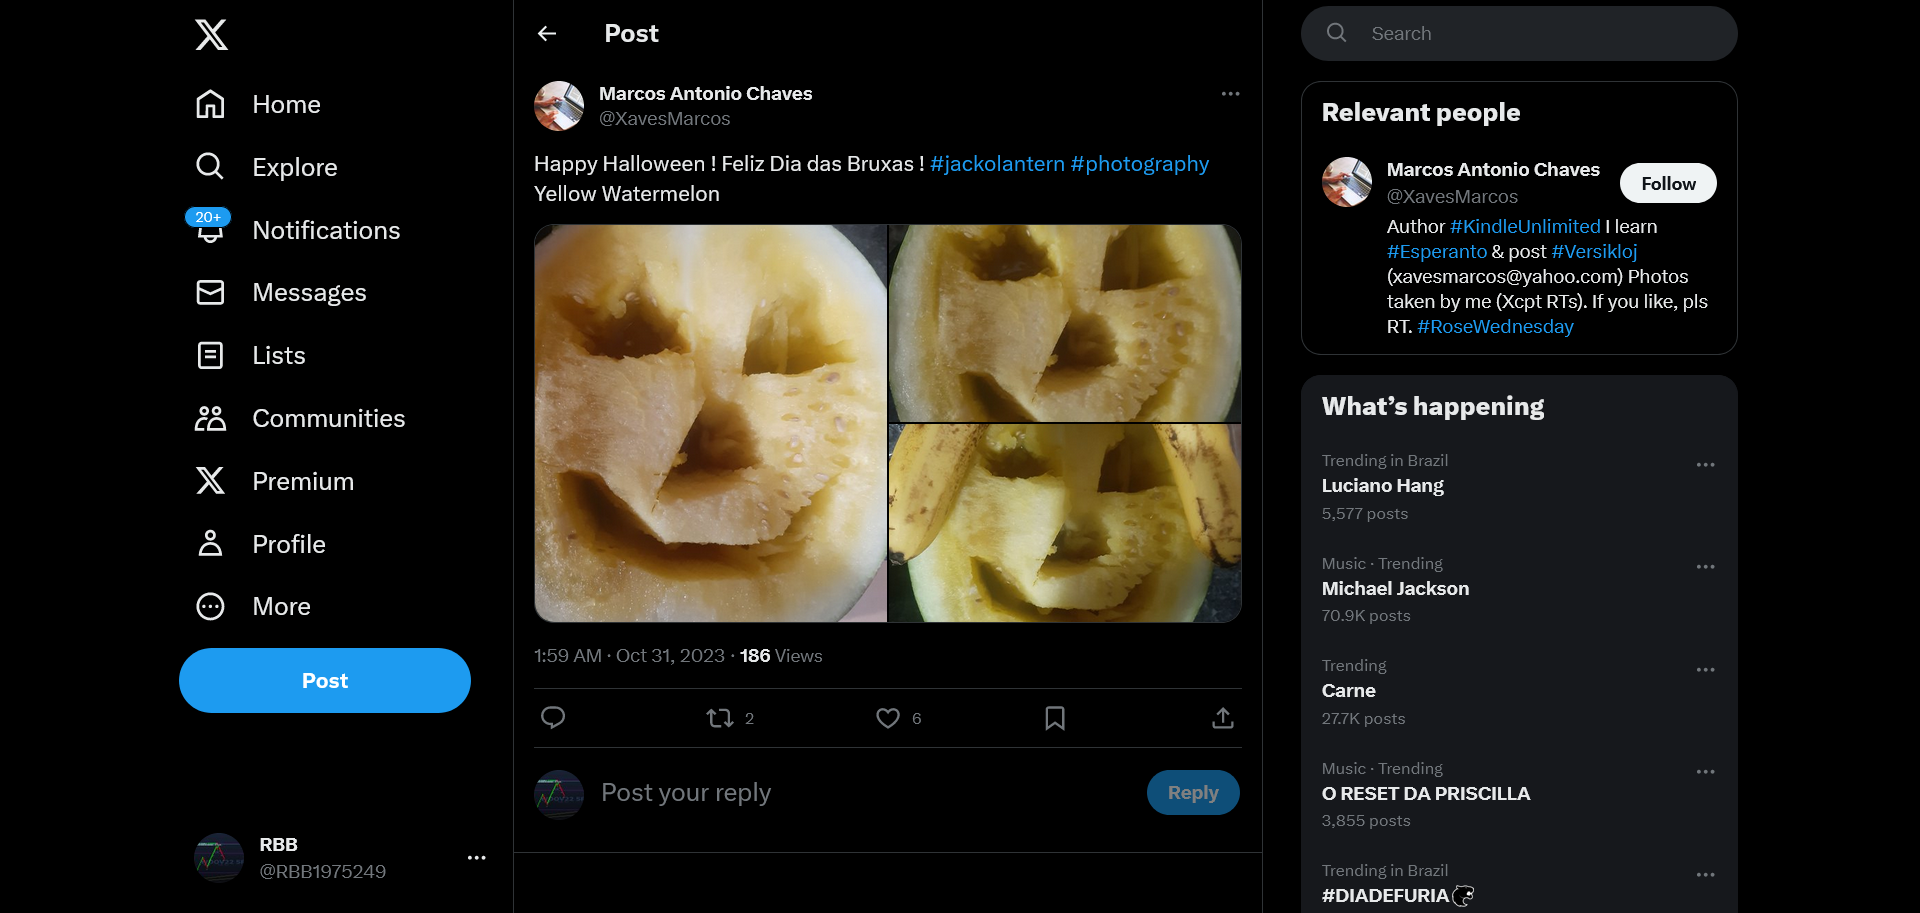 Home
Explore
20+
Notifications
Messages
Lists
Communities
Premium
Profile
More
Post
RBB
@RBB1975249
Post
Marcos Antonio Chaves
@XavesMarcos
Happy Halloween ! Feliz Dia das Bruxas ! #jackolantern #photography
Yellow Watermelon
1:59 AM · Oct 31, 2023 · 186 Views
2
6
Post your reply
Reply
Search
Relevant people
Marcos Antonio Chaves
@XavesMarcos
Follow
Author #KindleUnlimited I learn
#Esperanto & post #Versikloj
(xavesmarcos@yahoo.com) Photos
taken by me (Xcpt RTs). If you like, pls
RT. #RoseWednesday
What’s happening
Trending in Brazil
Luciano Hang
5,577 posts
Music · Trending
Michael Jackson
70.9K posts
Trending
Carne
27.7K posts
Music · Trending
O RESET DA PRISCILLA
3,855 posts
Trending in Brazil
#DIADEFURIA